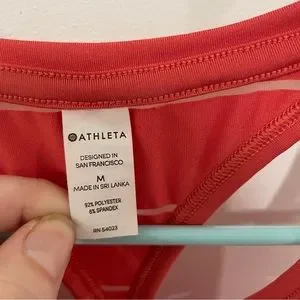 ATHLETA
DESIGNED IN
SAN FRANCISCO
M
MADE IN SRI LANKA
92% POLYESTER
8% SPANDEX
RN 54023